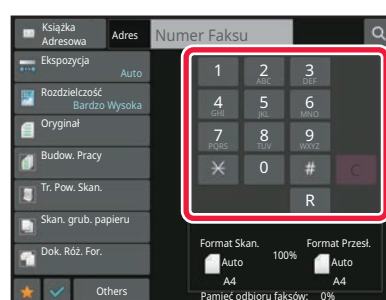 Książka
Adresowa
Adres
Numer Faksu
Ekspozycja
Auto
Rozdzielczość
Bardzo Wysoka
Oryginał
Budow. Pracy
Tr. Pow. Skan.
Skan. grub. papieru
Dok. Róż. For.
Others
1 2 3
ABC DEF
4 5 6
GHI JKL MNO
7 8 9
PQRS TUV WXYZ
0 # C
R
Format Skan. Format Przesł.
Auto 100% Auto
A4 A4
Pamięć odbioru faksów: 0%